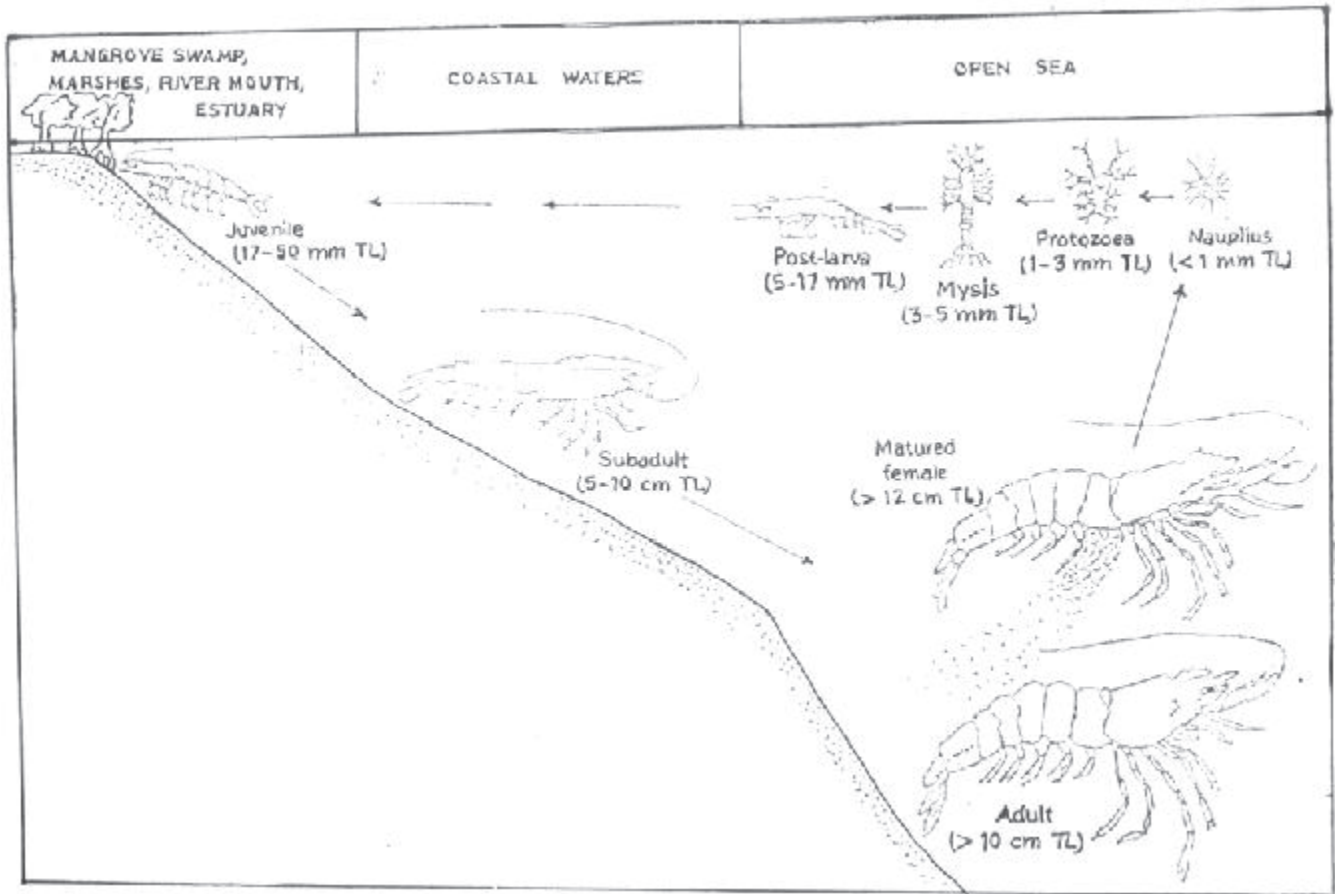 MANGROVE SWAMP,
MARSHES, RIVER MOUTH,
ESTUARY
COASTAL WATERS
OPEN SEA
Juvenile
(17-50 mm TL)
Post-larva
(5-17 mm TL)
Mysis
(3-5 mm TL)
Protozoea
(1-3 mm TL)
Nauplius
(<1 mm TL)
Subadult
(5-10 cm TL)
Matured
female
(> 12 cm TL)
Adult
(> 10 cm TL)